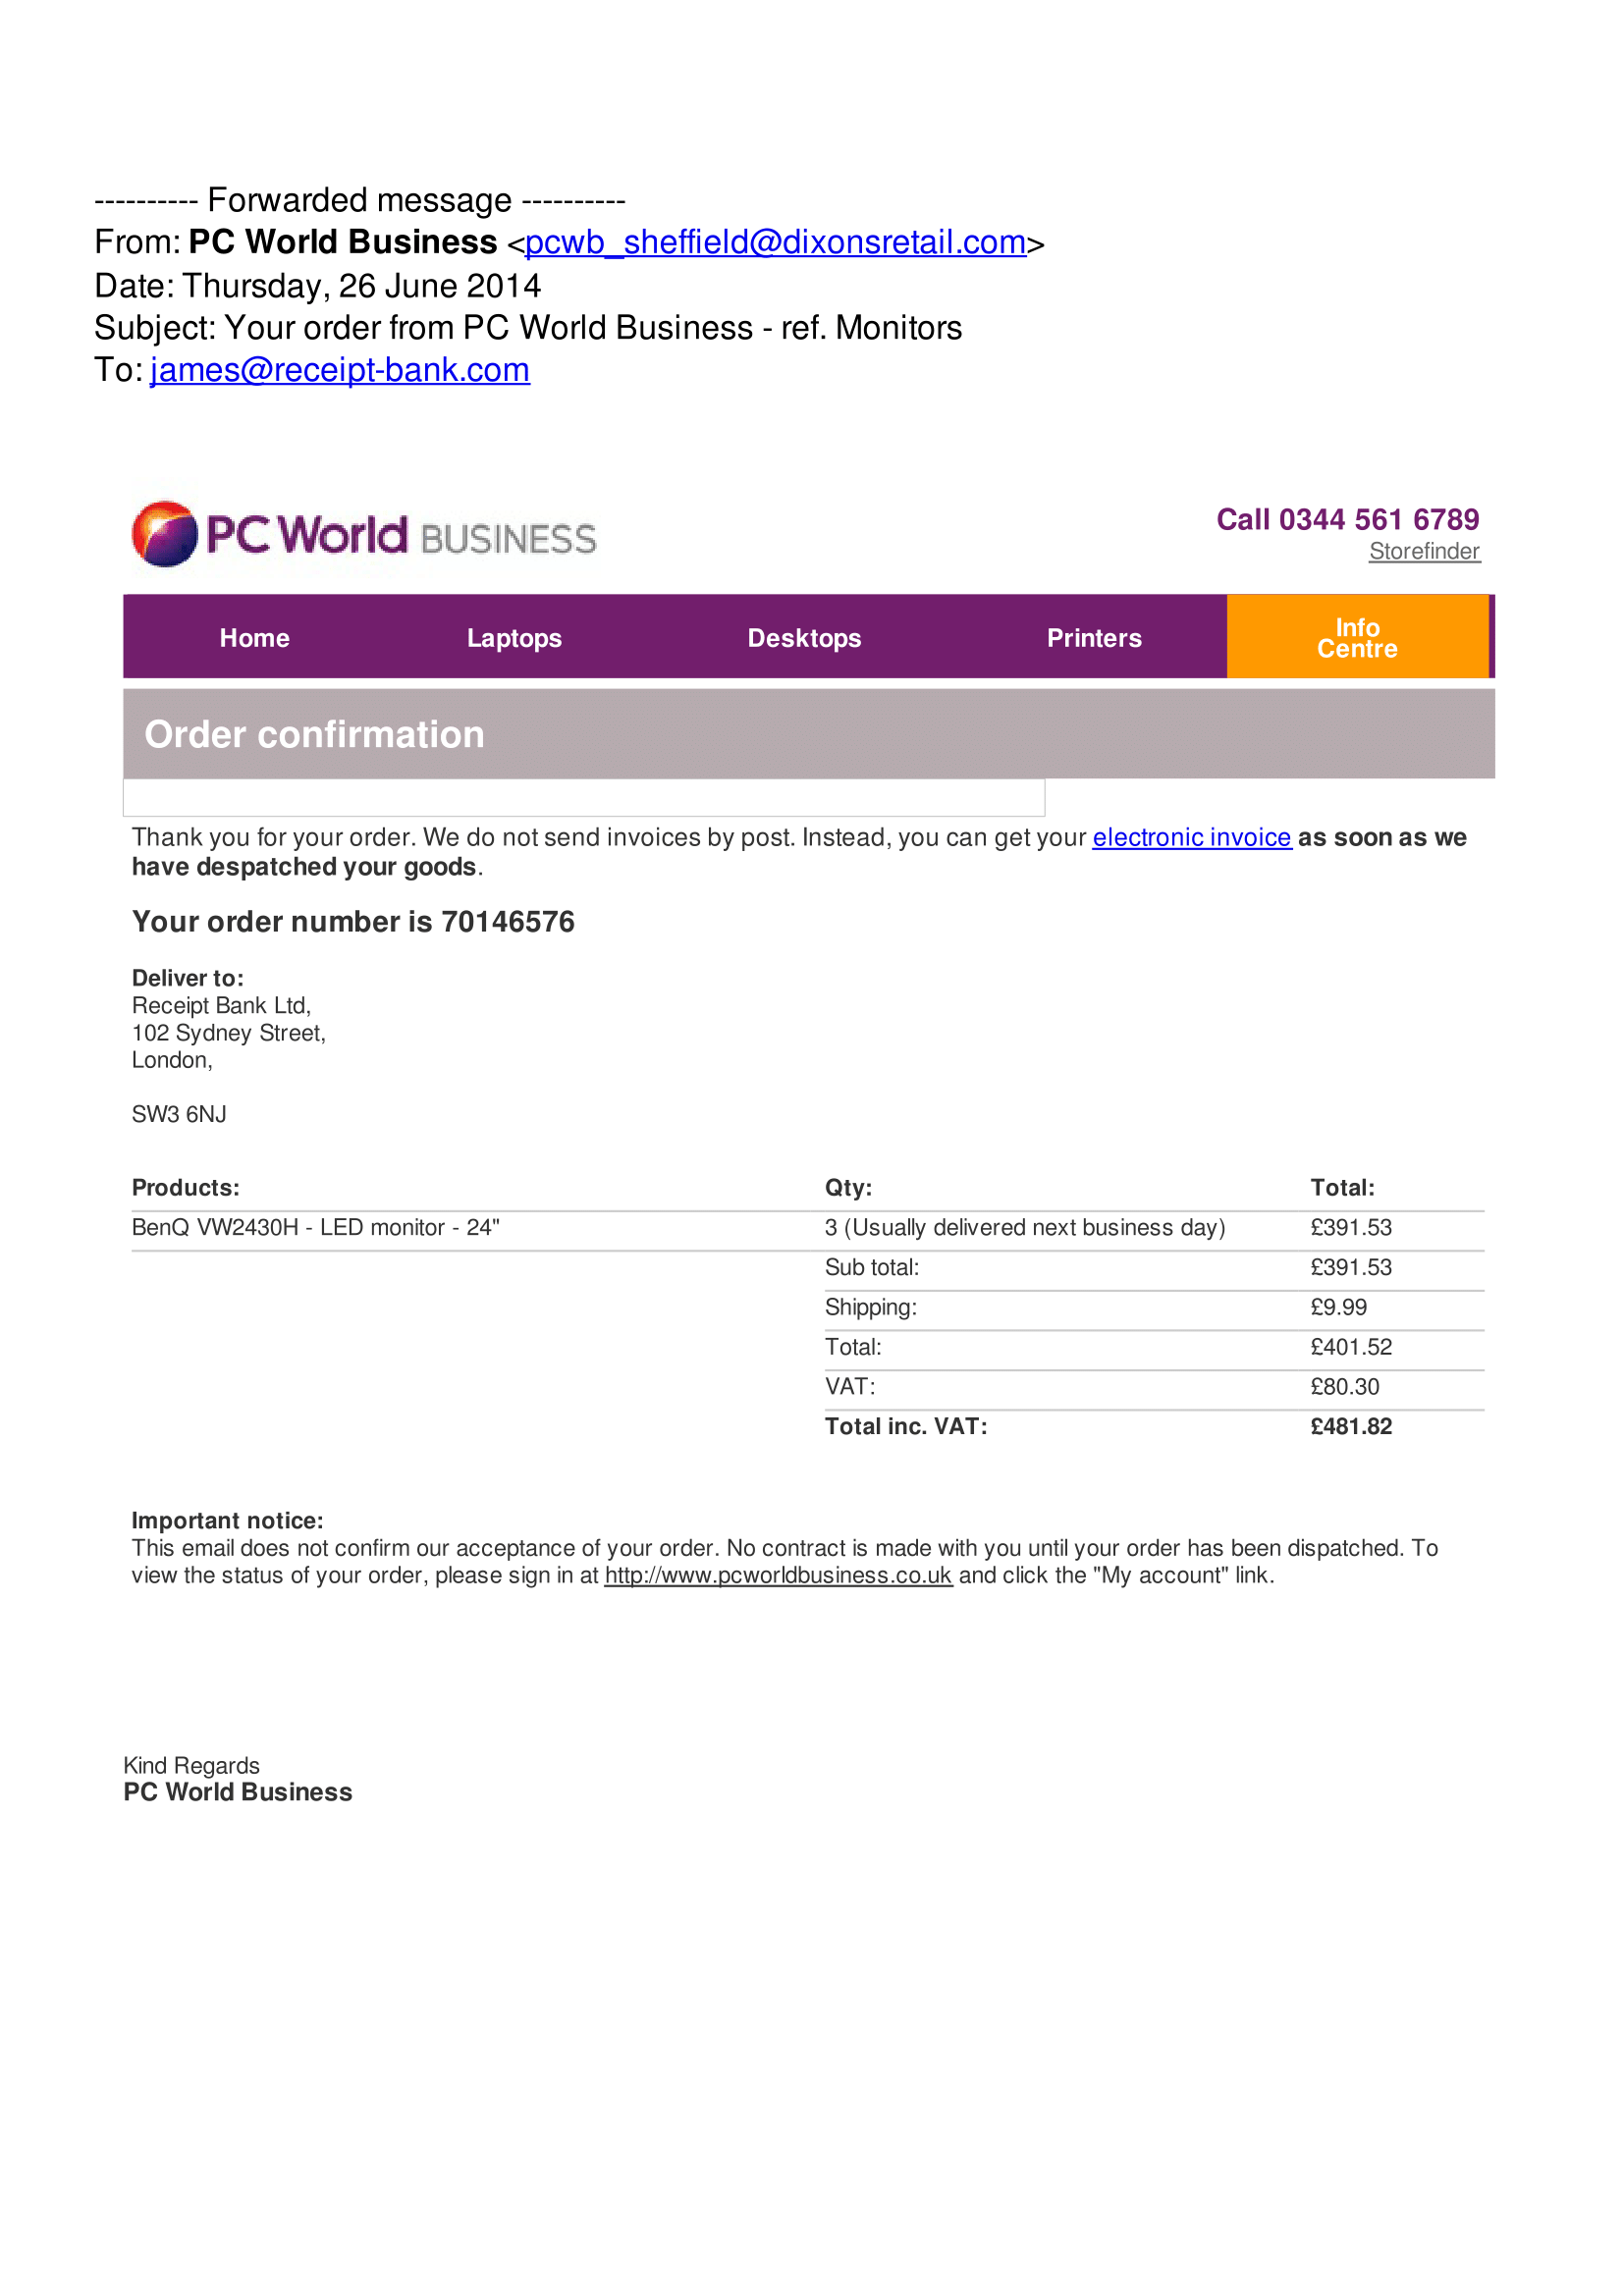 ---------- Forwarded message ----------
From: PC World Business <pcwb_sheffield@dixonsretail.com>
Date: Thursday, 26 June 2014
Subject: Your order from PC World Business - ref. Monitors
To: james@receipt-bank.com
PC World BUSINESS
Call 0344 561 6789
Storefinder
Home Laptops Desktops Printers Info
Centre
Order confirmation
Thank you for your order. We do not send invoices by post. Instead, you can get your electronic invoice as soon as we
have despatched your goods.
Your order number is 70146576
Deliver to:
Receipt Bank Ltd,
102 Sydney Street,
London,
SW3 6NJ
Products: Qty: Total:
BenQ VW2430H - LED monitor - 24" 3 (Usually delivered next business day) £391.53
Sub total: £391.53
Shipping: £9.99
Total: £401.52
VAT: £80.30
Total inc. VAT: £481.82
Important notice:
This email does not confirm our acceptance of your order. No contract is made with you until your order has been dispatched. To
view the status of your order, please sign in at http://www.pcworldbusiness.co.uk and click the "My account" link.
Kind Regards
PC World Business